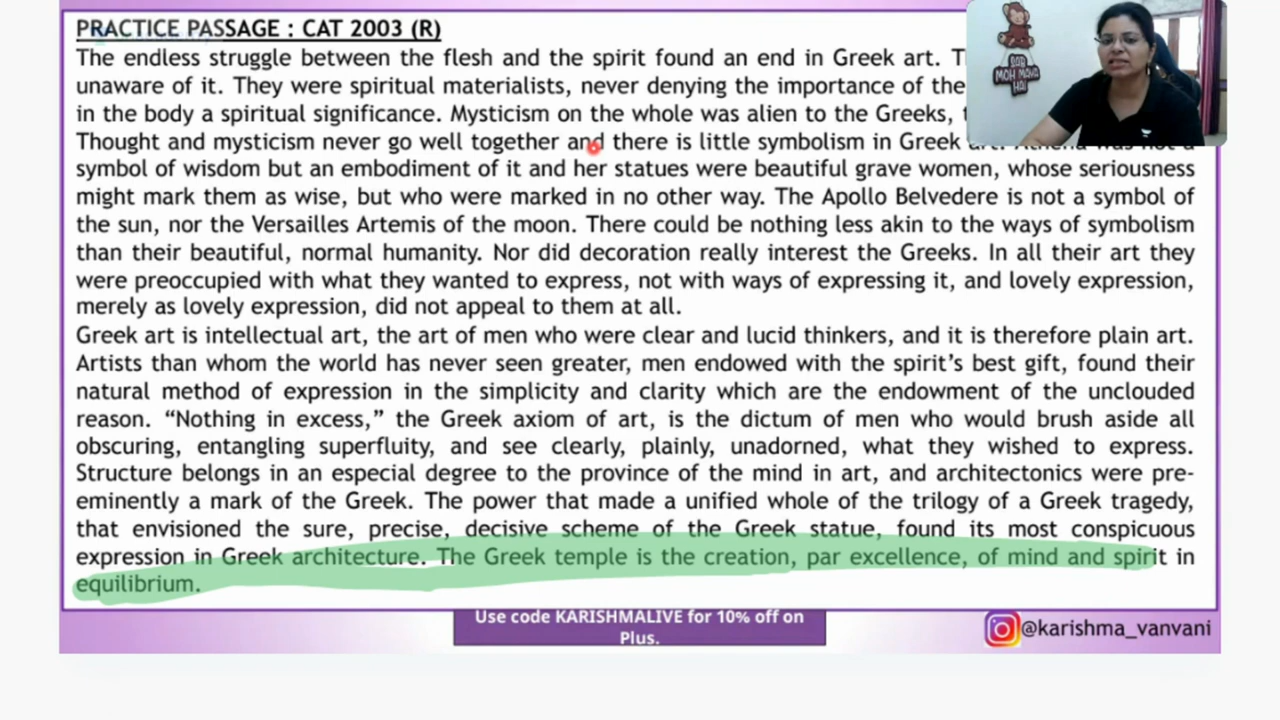 PRACTICE PASSAGE : CAT 2003 (R)
The endless struggle between the flesh and the spirit found an end in Greek art.
unaware of it. They were spiritual materialists, never denying the importance of the
in the body a spiritual significance. Mysticism on the whole was alien to the Greeks,
Thought and mysticism never go well together and there is little symbolism in Greek
symbol of wisdom but an embodiment of it and her statues were beautiful grave women, whose seriousness
might mark them as wise, but who were marked in no other way. The Apollo Belvedere is not a symbol of
the sun, nor the Versailles Artemis of the moon. There could be nothing less akin to the ways of symbolism
than their beautiful, normal humanity. Nor did decoration really interest the Greeks. In all their art they
were preoccupied with what they wanted to express, not with ways of expressing it, and lovely expression,
merely as lovely expression, did not appeal to them at all.
Greek art is intellectual art, the art of men who were clear and lucid thinkers, and it is therefore plain art.
Artists than whom the world has never seen greater, men endowed with the spirit's best gift, found their
natural method of expression in the simplicity and clarity which are the endowment of the unclouded
reason. "Nothing in excess," the Greek axiom of art, is the dictum of men who would brush aside all
obscuring, entangling superfluity, and see clearly, plainly, unadorned, what they wished to express.
Structure belongs in an especial degree to the province of the mind in art, and architectonics were pre-
eminently a mark of the Greek. The power that made a unified whole of the trilogy of a Greek tragedy,
that envisioned the sure, precise, decisive scheme of the Greek statue, found its most conspicuous
expression in Greek architecture. The Greek temple is the creation, par excellence, of mind and spirit in
equilibrium.
Use code KARISHMALIVE for 10% off on
Plus.
@karishma_vanvani
MOH MAYA
HAI